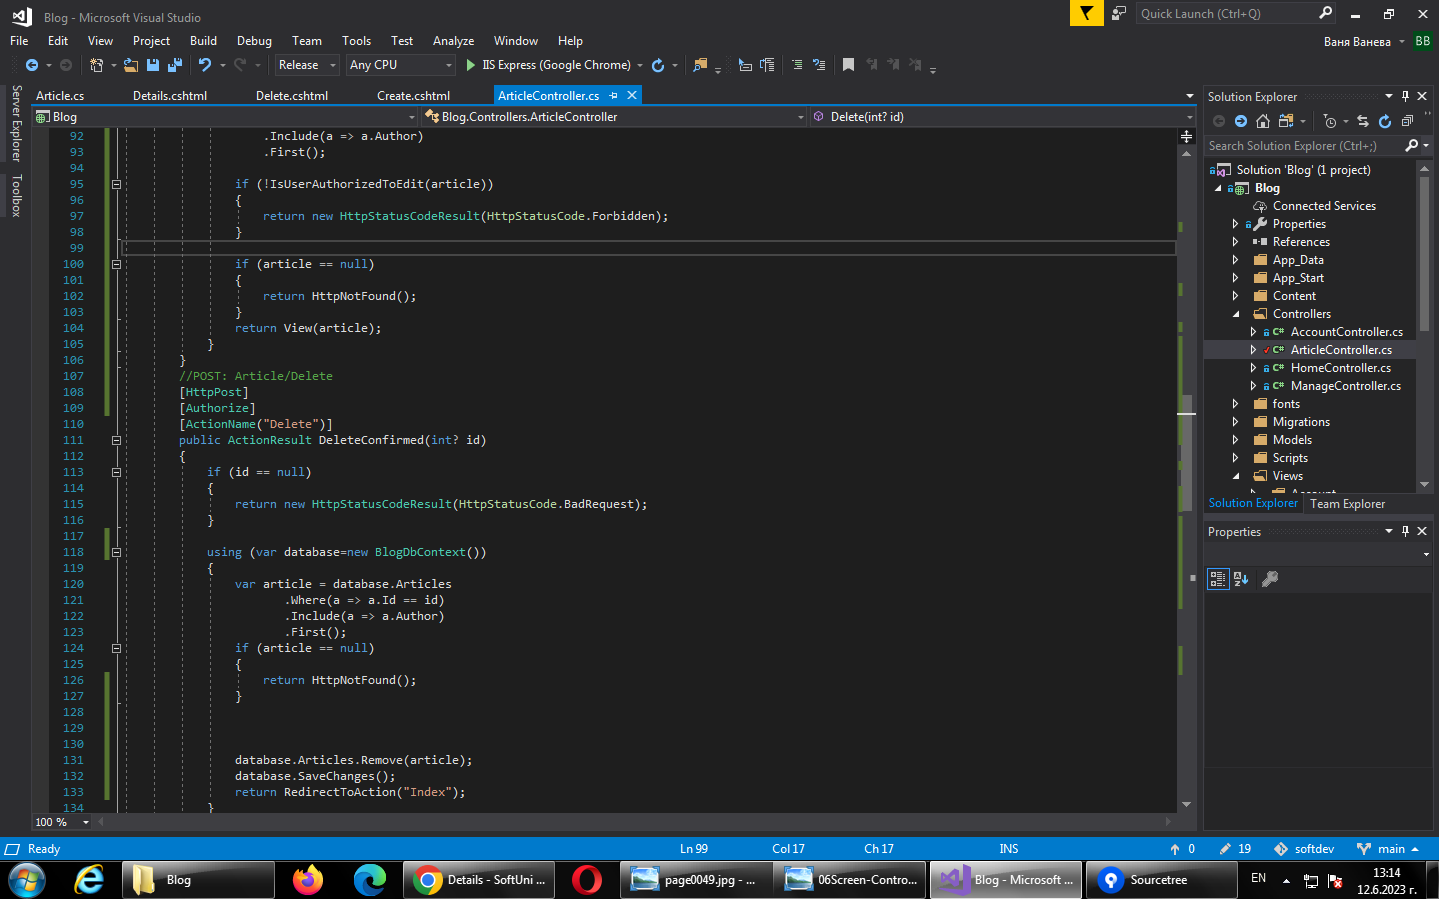 Blog - Microsoft Visual Studio
Quick Launch (Ctrl+Q)
File Edit View Project Build Debug Team Tools Test Analyze Window Help
Ваня Ванева
BB
Release Any CPU IIS Express (Google Chrome)
Server Explorer
Toolbox
Article.cs Details.cshtml Delete.cshtml Create.cshtml ArticleController.cs
Blog Blog.Controllers.ArticleController Delete(int? id)
92 .Include(a => a.Author)
93 .First();
94
95 if (!IsUserAuthorizedToEdit(article))
96 {
97 return new HttpStatusCodeResult(HttpStatusCode.Forbidden);
98 }
99
100 if (article == null)
101 {
102 return HttpNotFound();
103 }
104 return View(article);
105 }
106 }
107 //POST: Article/Delete
108 [HttpPost]
109 [Authorize]
110 [ActionName("Delete")]
111 public ActionResult DeleteConfirmed(int? id)
112 {
113 if (id == null)
114 {
115 return new HttpStatusCodeResult(HttpStatusCode.BadRequest);
116 }
117
118 using (var database=new BlogDbContext())
119 {
120 var article = database.Articles
121 .Where(a => a.Id == id)
122 .Include(a => a.Author)
123 .First();
124 if (article == null)
125 {
126 return HttpNotFound();
127 }
128
129
130
131 database.Articles.Remove(article);
132 database.SaveChanges();
133 return RedirectToAction("Index");
134 }
100 %
Solution Explorer
Search Solution Explorer (Ctrl+;)
Solution 'Blog' (1 project)
Blog
Connected Services
Properties
References
App_Data
App_Start
Content
Controllers
C# AccountController.cs
C# ArticleController.cs
C# HomeController.cs
C# ManageController.cs
fonts
Migrations
Models
Scripts
Views
Account
Solution Explorer Team Explorer
Properties
Ready Ln 99 Col 17 Ch 17 INS 0 19 softdev main
Blog
Details - SoftUni ...
page0049.jpg - ...
06Screen-Contro...
Blog - Microsoft ...
Sourcetree
EN
13:14
12.6.2023 г.